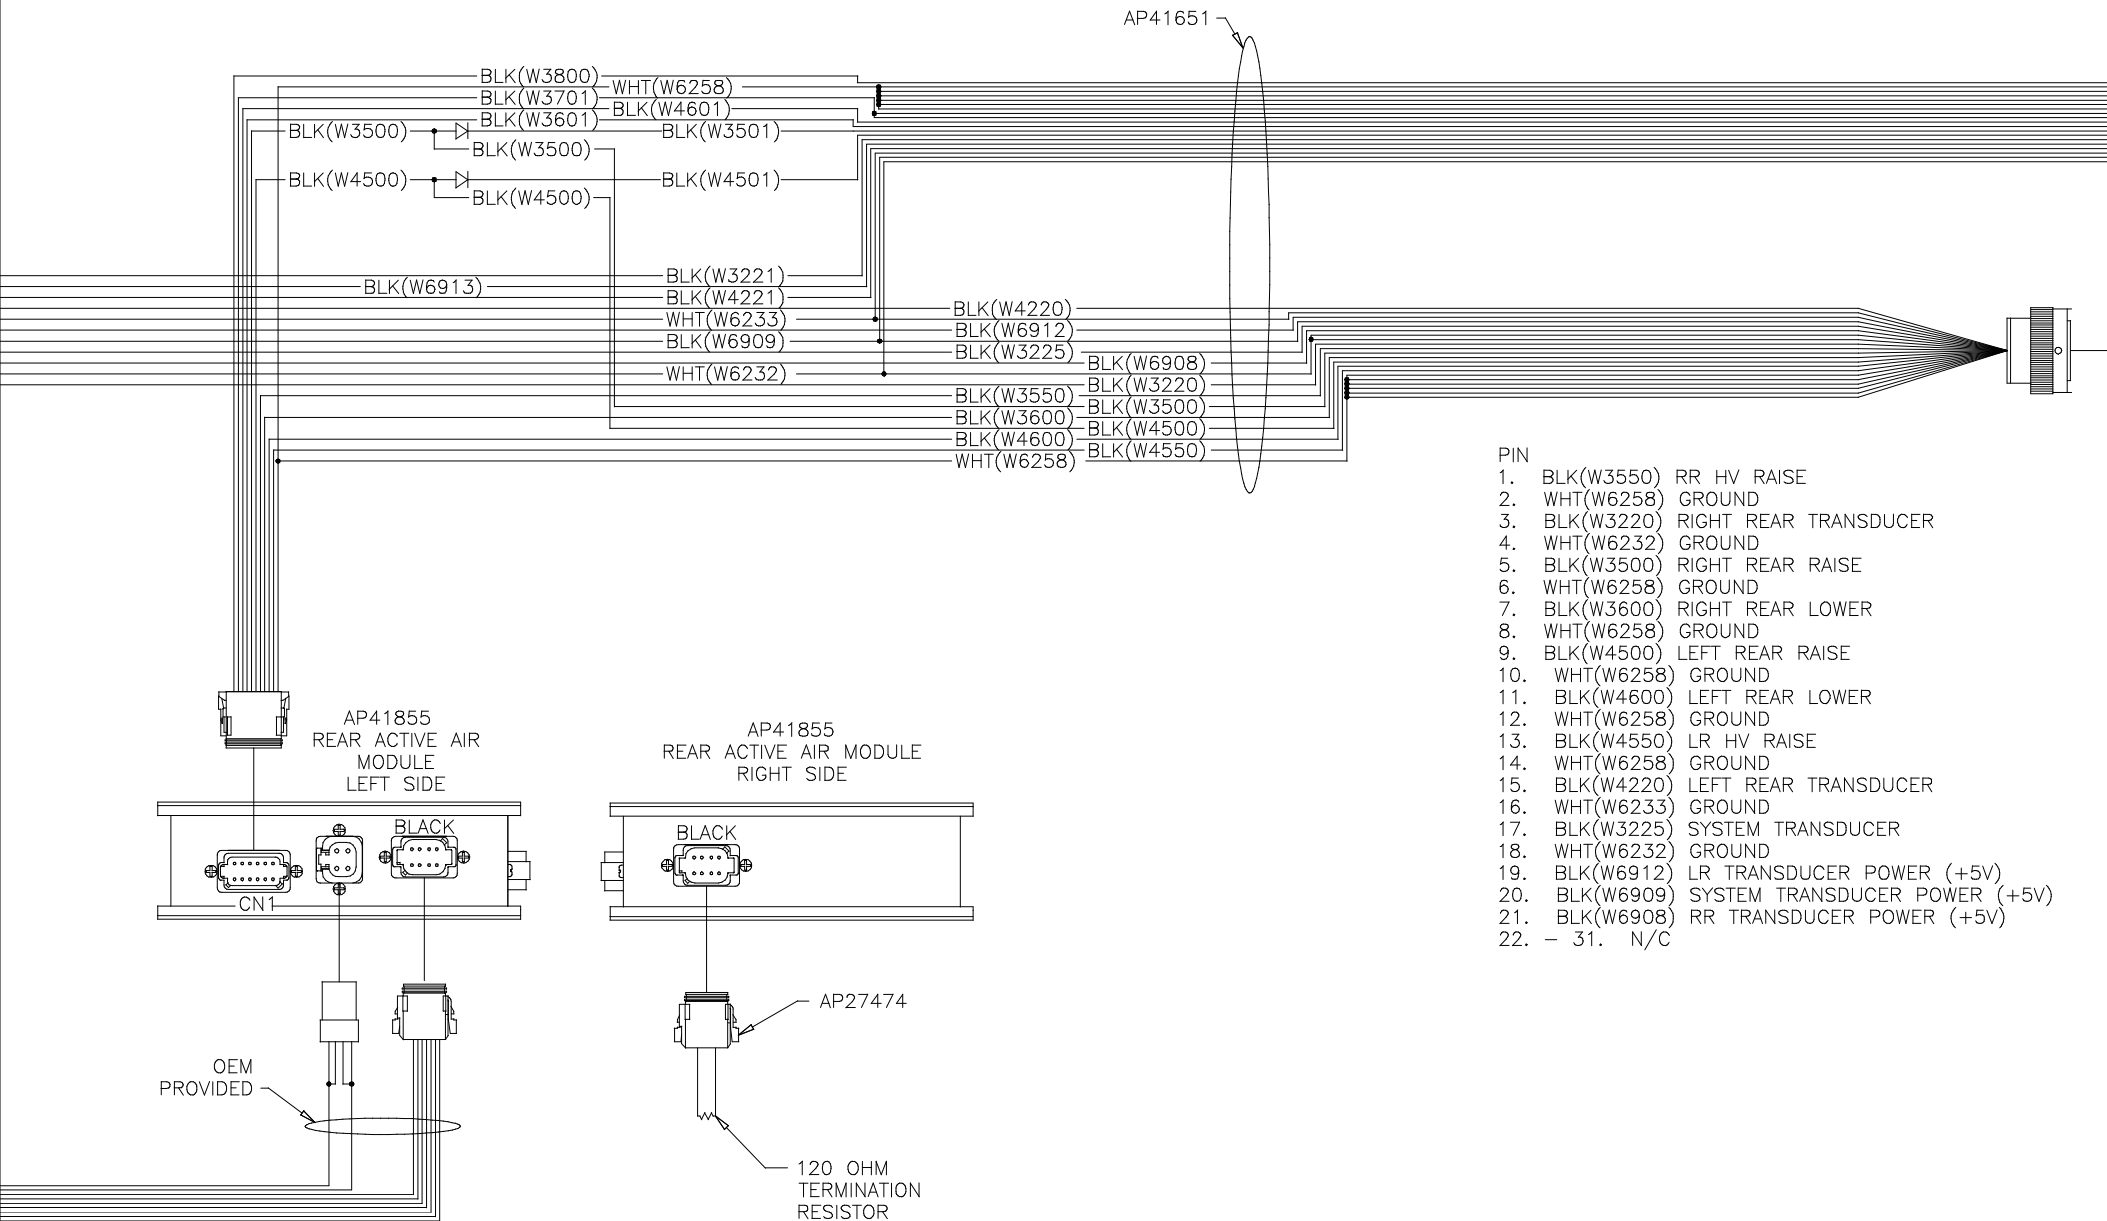 AP41651
BLK(W3800)
WHT(W6258)
BLK(W3701)
BLK(W4601)
BLK(W3601)
BLK(W3500)
BLK(W3501)
BLK(W3500)
BLK(W4500)
BLK(W4501)
BLK(W4500)
BLK(W3221)
BLK(W6913)
BLK(W4221)
BLK(W4220)
WHT(W6233)
BLK(W6912)
BLK(W6909)
BLK(W3225)
BLK(W6908)
WHT(W6232)
BLK(W3220)
BLK(W3550)
BLK(W3500)
BLK(W3600)
BLK(W4500)
BLK(W4600)
BLK(W4550)
WHT(W6258)
PIN
1. BLK(W3550) RR HV RAISE
2. WHT(W6258) GROUND
3. BLK(W3220) RIGHT REAR TRANSDUCER
4. WHT(W6232) GROUND
5. BLK(W3500) RIGHT REAR RAISE
6. WHT(W6258) GROUND
7. BLK(W3600) RIGHT REAR LOWER
8. WHT(W6258) GROUND
9. BLK(W4500) LEFT REAR RAISE
10. WHT(W6258) GROUND
11. BLK(W4600) LEFT REAR LOWER
12. WHT(W6258) GROUND
13. BLK(W4550) LR HV RAISE
14. WHT(W6258) GROUND
15. BLK(W4220) LEFT REAR TRANSDUCER
16. WHT(W6233) GROUND
17. BLK(W3225) SYSTEM TRANSDUCER
18. WHT(W6232) GROUND
19. BLK(W6912) LR TRANSDUCER POWER (+5V)
20. BLK(W6909) SYSTEM TRANSDUCER POWER (+5V)
21. BLK(W6908) RR TRANSDUCER POWER (+5V)
22. – 31. N/C
AP41855
REAR ACTIVE AIR
MODULE
LEFT SIDE
AP41855
REAR ACTIVE AIR MODULE
RIGHT SIDE
BLACK
CN1
BLACK
AP27474
OEM
PROVIDED
120 OHM
TERMINATION
RESISTOR